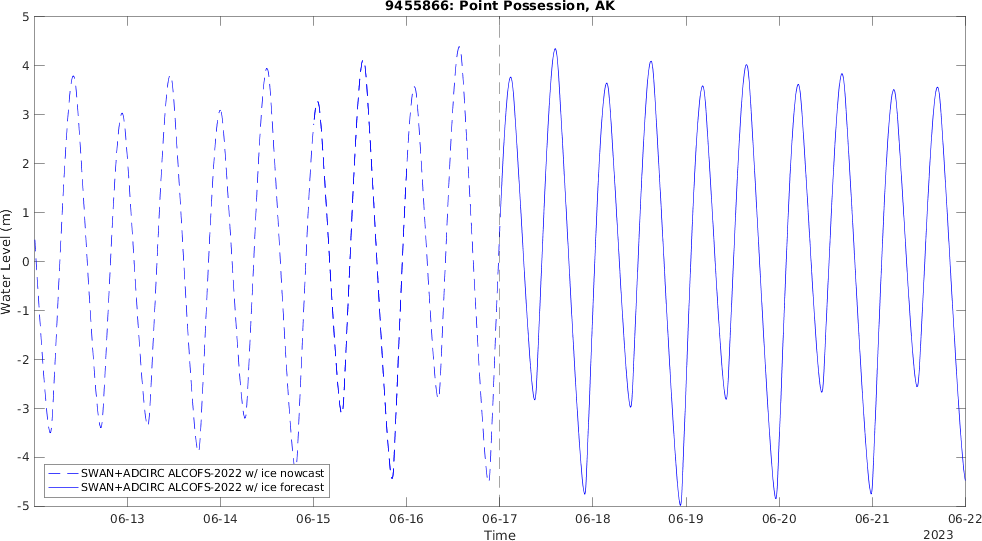 9455866: Point Possession, AK
5
4
3
2
1
0
-1
-2
-3
-4
-5
Water Level (m)
SWAN+ADCIRC ALCOFS-2022 w/ ice nowcast
SWAN+ADCIRC ALCOFS-2022 w/ ice forecast
06-13 06-14 06-15 06-16 06-17 06-18 06-19 06-20 06-21 06-22
Time
2023